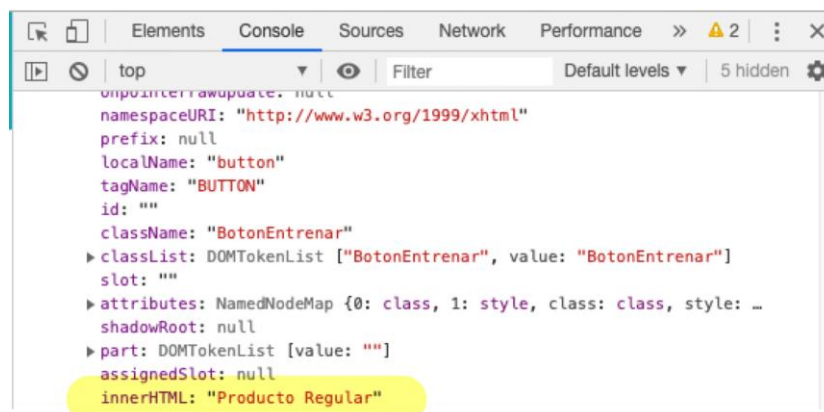 Elements Console Sources Network Performance » 2
top ▼ Filter Default levels ▼ 5 hidden
onpointerrawupdate: null
namespaceURI: "http://www.w3.org/1999/xhtml"
prefix: null
localName: "button"
tagName: "BUTTON"
id: ""
className: "BotonEntrenar"
▶ classList: DOMTokenList ["BotonEntrenar", value: "BotonEntrenar"]
slot: ""
▶ attributes: NamedNodeMap {0: class, 1: style, class: class, style: …
shadowRoot: null
▶ part: DOMTokenList [value: ""]
assignedSlot: null
innerHTML: "Producto Regular"